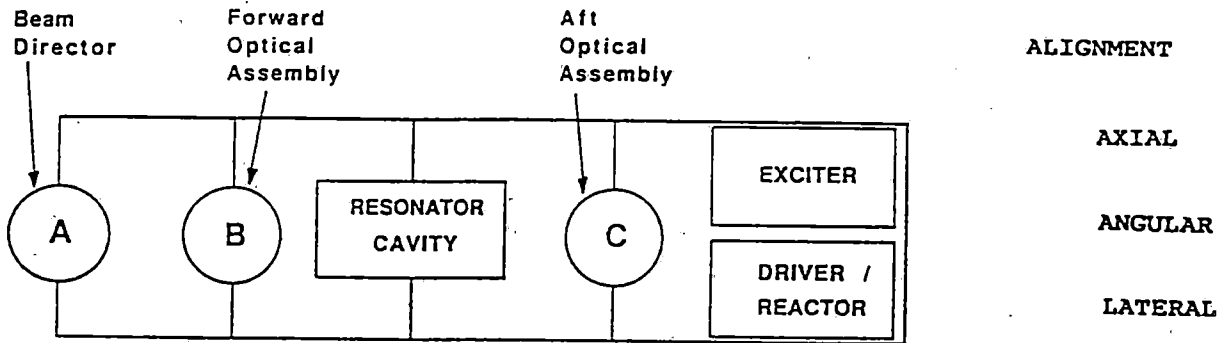 Beam
Director
Forward
Optical
Assembly
Aft
Optical
Assembly
ALIGNMENT
AXIAL
ANGULAR
LATERAL
A
B
RESONATOR
CAVITY
C
EXCITER
DRIVER /
REACTOR